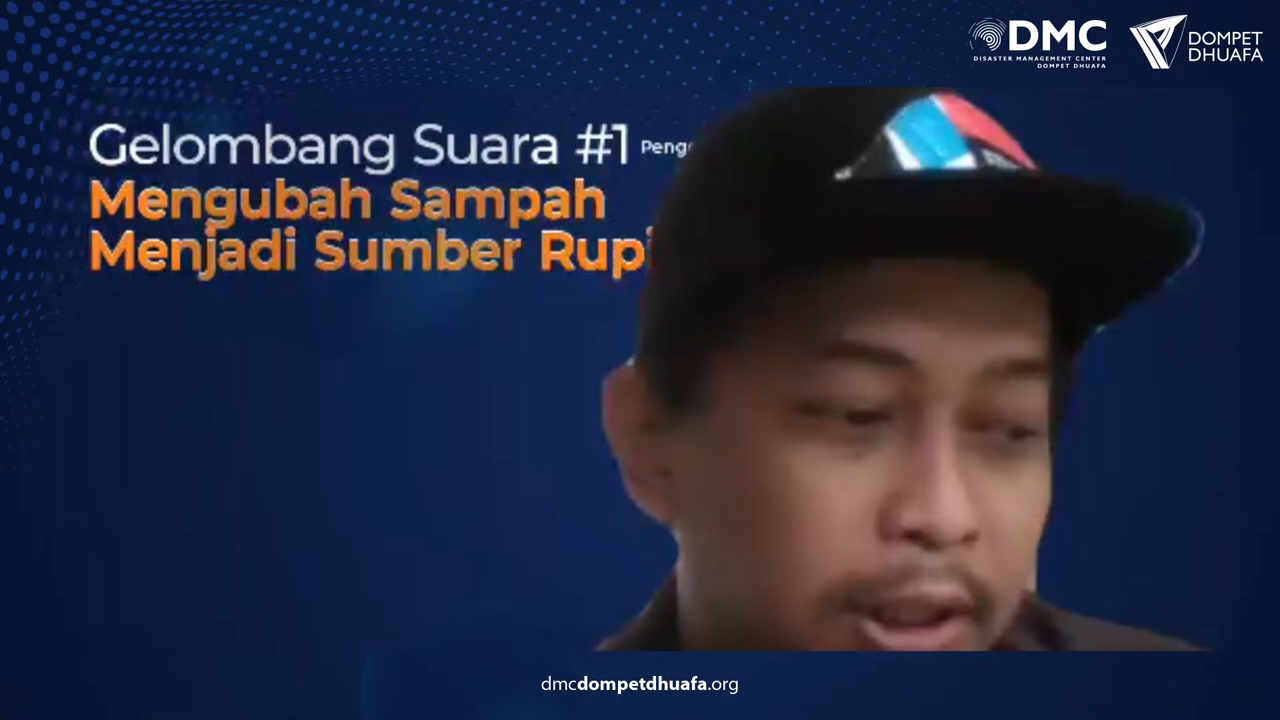 DMC
DISASTER MANAGEMENT CENTER
DOMPET DHUAFA
DOMPET
DHUAFA
Gelombang Suara #1
Mengubah Sampah
Menjadi Sumber
dmcdompetdhuafa.org